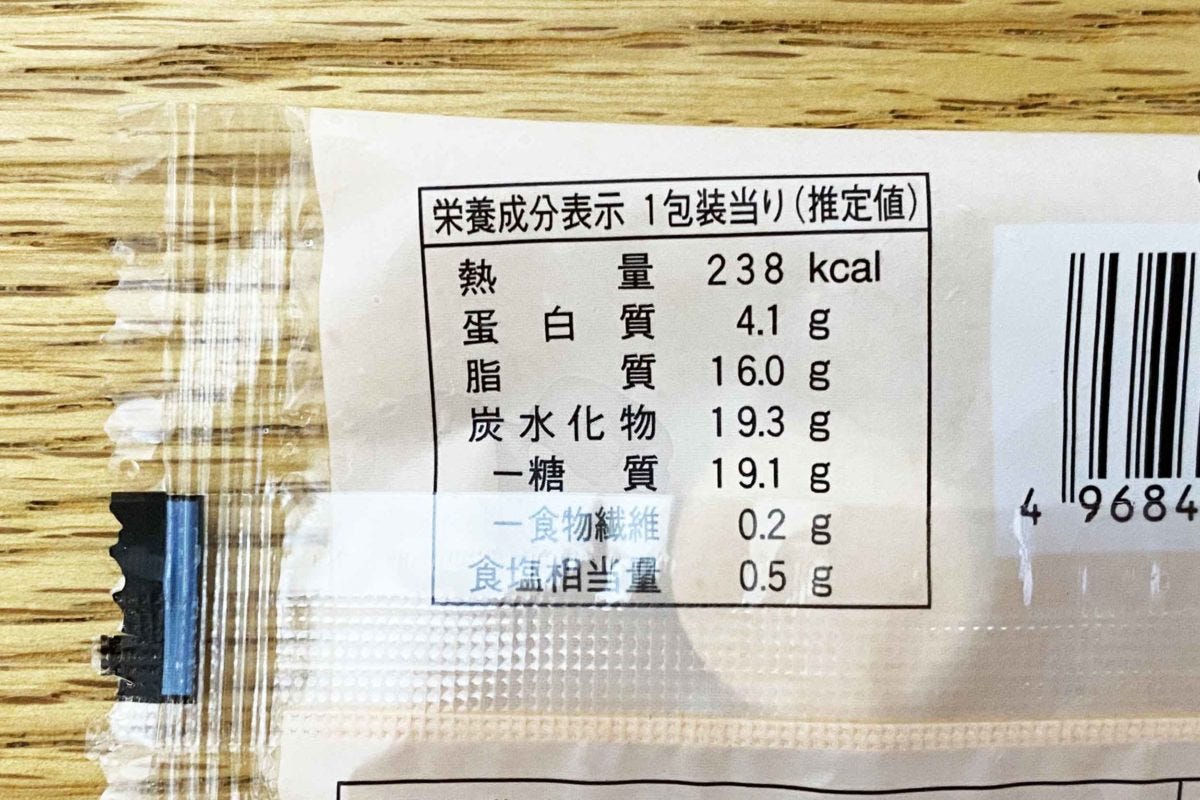 栄養成分表示 1包装当り(推定値)
熱量 238 kcal
蛋白質 4.1 g
脂質 16.0 g
炭水化物 19.3 g
－糖質 19.1 g
－食物繊維 0.2 g
食塩相当量 0.5 g
4 9684